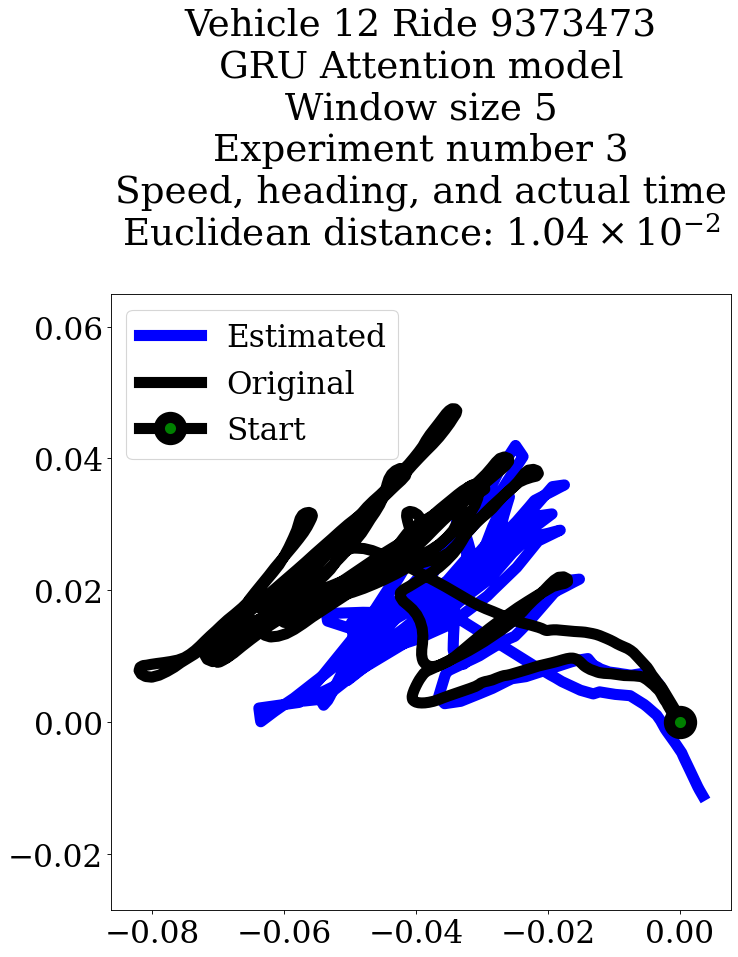 Vehicle 12 Ride 9373473
GRU Attention model
Window size 5
Experiment number 3
Speed, heading, and actual time
Euclidean distance: 1.04 × 10⁻²
Estimated
Original
Start
0.06
0.04
0.02
0.00
−0.02
−0.08 −0.06 −0.04 −0.02 0.00